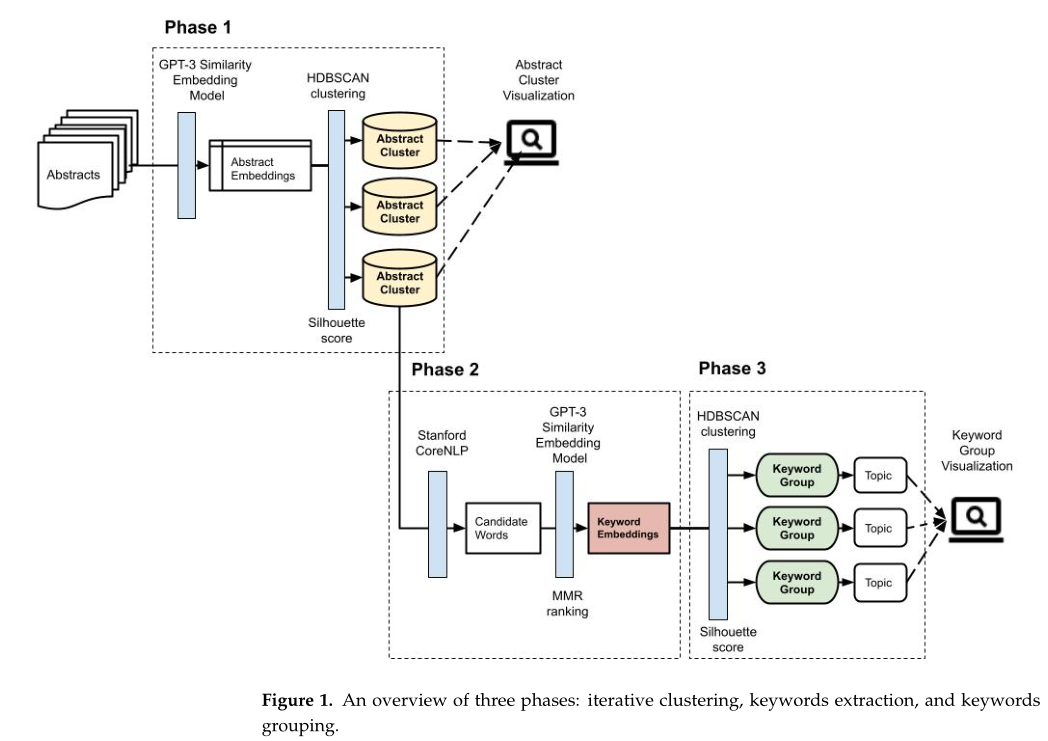 Phase 1
GPT-3 Similarity
Embedding
Model
HDBSCAN
clustering
Abstract
Cluster
Visualization
Abstracts
Abstract
Embeddings
Abstract
Cluster
Abstract
Cluster
Abstract
Cluster
Silhouette
score
Phase 2
Stanford
CoreNLP
GPT-3
Similarity
Embedding
Model
Candidate
Words
Keyword
Embeddings
MMR
ranking
Phase 3
HDBSCAN
clustering
Keyword
Group
Topic
Keyword
Group
Topic
Keyword
Group
Topic
Silhouette
score
Keyword
Group
Visualization
Figure 1. An overview of three phases: iterative clustering, keywords extraction, and keywords
grouping.